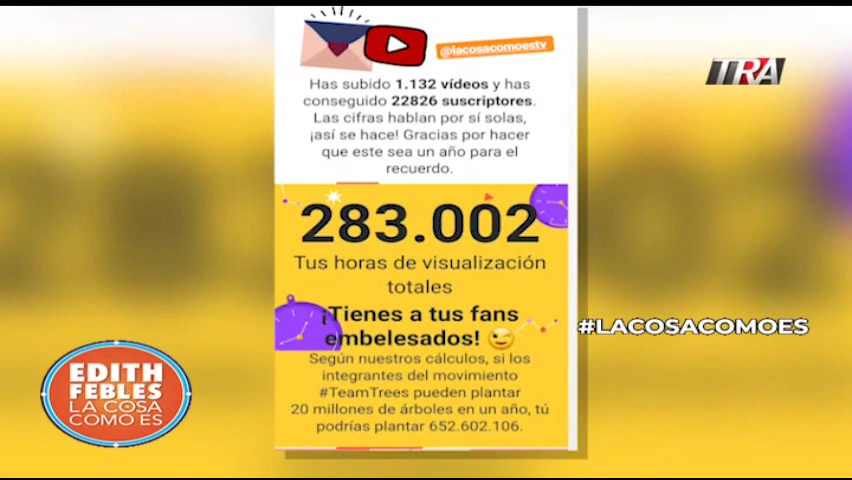 @lacosacomoestv
TRA
Has subido 1.132 vídeos y has
conseguido 22826 suscriptores.
Las cifras hablan por sí solas,
¡así se hace! Gracias por hacer
que este sea un año para el
recuerdo.
283.002
Tus horas de visualización
totales
¡Tienes a tus fans
embelesados!
#LACOSACOMOES
Según nuestros cálculos, si los
integrantes del movimiento
#TeamTrees pueden plantar
20 millones de árboles en un año, tú
podrías plantar 652.602.106.
EDITH
FEBLES
LA COSA
COMO ES